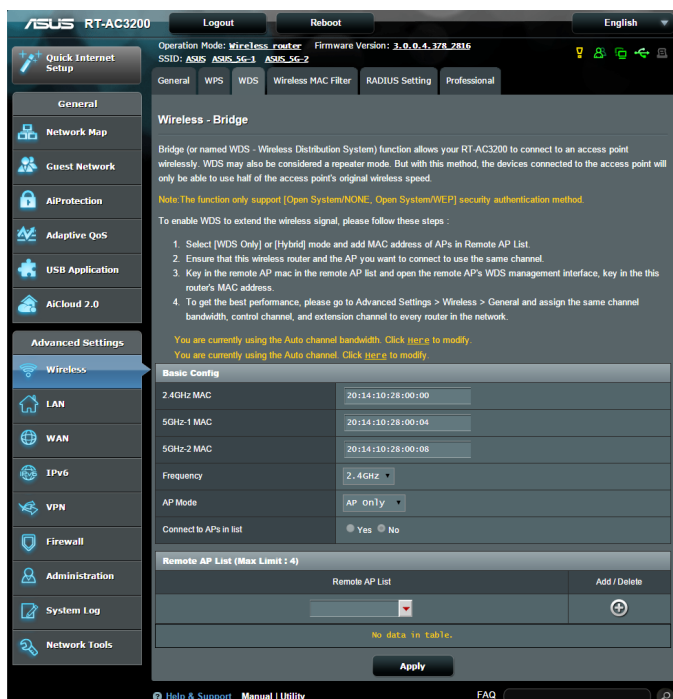 ASUS RT-AC3200 Logout Reboot English
Quick Internet Setup
Operation Mode: Wireless router Firmware Version: 3.0.0.4.378_2816
SSID: ASUS ASUS_5G-1 ASUS_5G-2
General WPS WDS Wireless MAC Filter RADIUS Setting Professional
General
Network Map
Guest Network
AiProtection
Adaptive QoS
USB Application
AiCloud 2.0
Advanced Settings
Wireless
LAN
WAN
IPv6
VPN
Firewall
Administration
System Log
Network Tools
Wireless - Bridge
Bridge (or named WDS - Wireless Distribution System) function allows your RT-AC3200 to connect to an access point
wirelessly. WDS may also be considered a repeater mode. But with this method, the devices connected to the access point will
only be able to use half of the access point's original wireless speed.
Note:The function only support [Open System/NONE, Open System/WEP] security authentication method.
To enable WDS to extend the wireless signal, please follow these steps :
1. Select [WDS Only] or [Hybrid] mode and add MAC address of APs in Remote AP List.
2. Ensure that this wireless router and the AP you want to connect to use the same channel.
3. Key in the remote AP mac in the remote AP list and open the remote AP's WDS management interface, key in the this
router's MAC address.
4. To get the best performance, please go to Advanced Settings > Wireless > General and assign the same channel
bandwidth, control channel, and extension channel to every router in the network.
You are currently using the Auto channel bandwidth. Click Here to modify.
You are currently using the Auto channel. Click Here to modify.
Basic Config
2.4GHz MAC 20:14:10:28:00:00
5GHz-1 MAC 20:14:10:28:00:04
5GHz-2 MAC 20:14:10:28:00:08
Frequency 2.4GHz
AP Mode AP Only
Connect to APs in list Yes No
Remote AP List (Max Limit : 4)
Remote AP List Add / Delete
No data in table.
Apply
Help & Support Manual | Utility FAQ